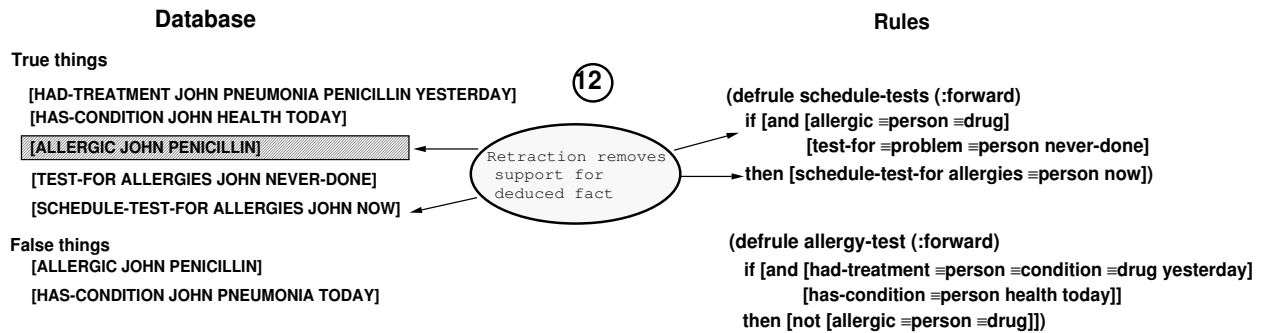 Database
True things
[HAD-TREATMENT JOHN PNEUMONIA PENICILLIN YESTERDAY]
[HAS-CONDITION JOHN HEALTH TODAY]
[ALLERGIC JOHN PENICILLIN]
[TEST-FOR ALLERGIES JOHN NEVER-DONE]
[SCHEDULE-TEST-FOR ALLERGIES JOHN NOW]
False things
[ALLERGIC JOHN PENICILLIN]
[HAS-CONDITION JOHN PNEUMONIA TODAY]
12
Retraction removes
support for
deduced fact
Rules
(defrule schedule-tests (:forward)
if [and [allergic ≡person ≡drug]
[test-for ≡problem ≡person never-done]
then [schedule-test-for allergies ≡person now])
(defrule allergy-test (:forward)
if [and [had-treatment ≡person ≡condition ≡drug yesterday]
[has-condition ≡person health today]]
then [not [allergic ≡person ≡drug]])